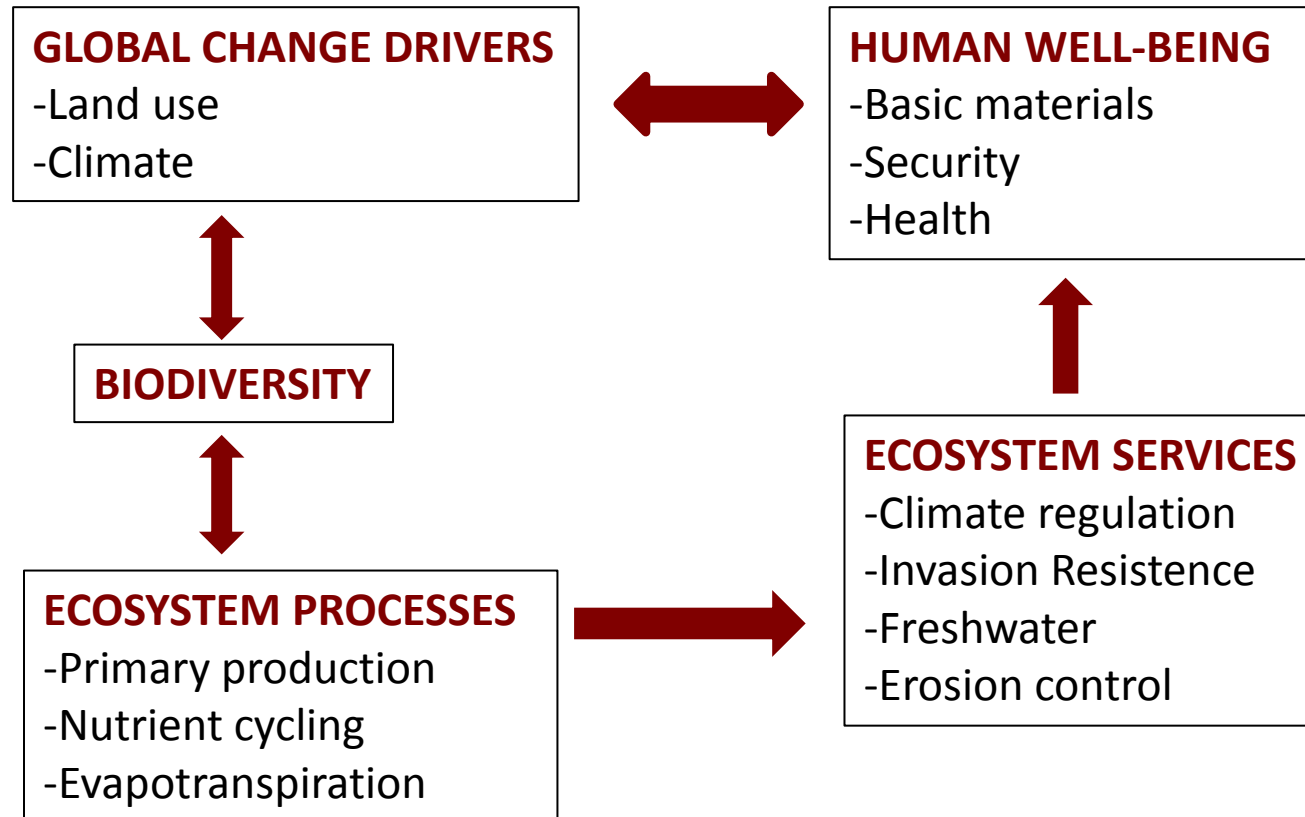 GLOBAL CHANGE DRIVERS
-Land use
-Climate
HUMAN WELL-BEING
-Basic materials
-Security
-Health
BIODIVERSITY
ECOSYSTEM SERVICES
-Climate regulation
-Invasion Resistence
-Freshwater
-Erosion control
ECOSYSTEM PROCESSES
-Primary production
-Nutrient cycling
-Evapotranspiration